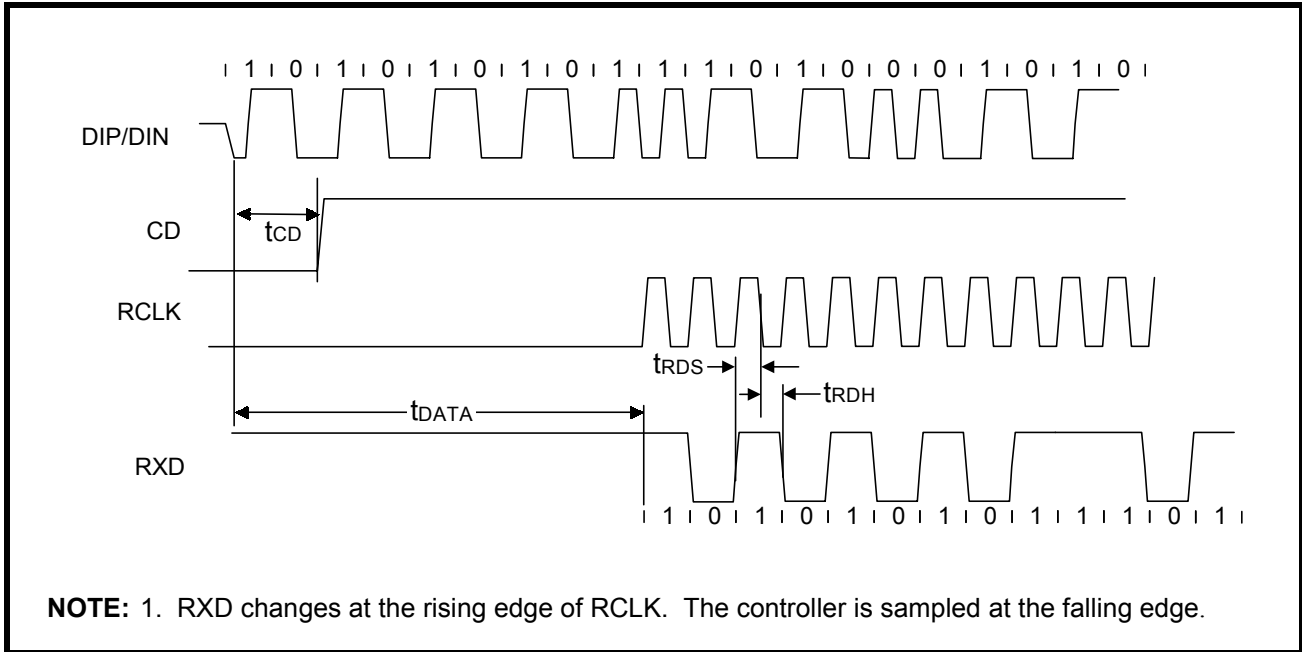 ı 1 ı 0 ı 1 ı 0 ı 1 ı 0 ı 1 ı 0 ı 1 ı 1 ı 1 ı 0 ı 1 ı 0 ı 0 ı 0 ı 1 ı 0 ı 1 ı 0 ı
DIP/DIN
CD
tCD
RCLK
tRDS
tRDH
tDATA
RXD
ı 1 ı 0 ı 1 ı 0 ı 1 ı 0 ı 1 ı 0 ı 1 ı 1 ı 1 ı 0 ı 1 ı
NOTE: 1. RXD changes at the rising edge of RCLK. The controller is sampled at the falling edge.